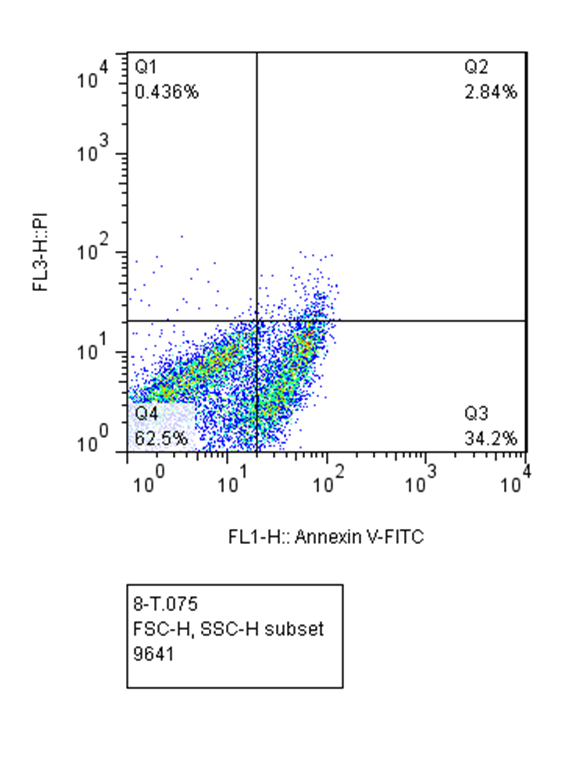 Q1
0.436%
Q2
2.84%
10^4
10^3
10^2
10^1
10^0
FL3-H::PI
Q4
62.5%
Q3
34.2%
10^0
10^1
10^2
10^3
10^4
FL1-H:: Annexin V-FITC
8-T.075
FSC-H, SSC-H subset
9641